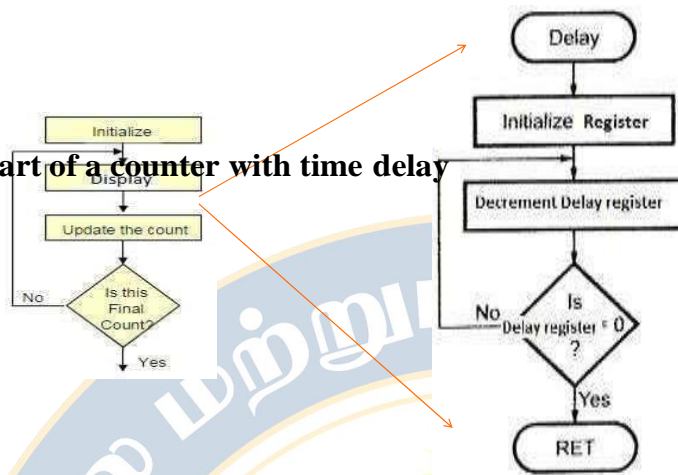 Initialize
art of a counter with time delay
Display
Update the count
Is this
Final
Count?
No
Yes
Delay
Initialize Register
Decrement Delay register
Is
Delay register = 0
?
No
Yes
RET